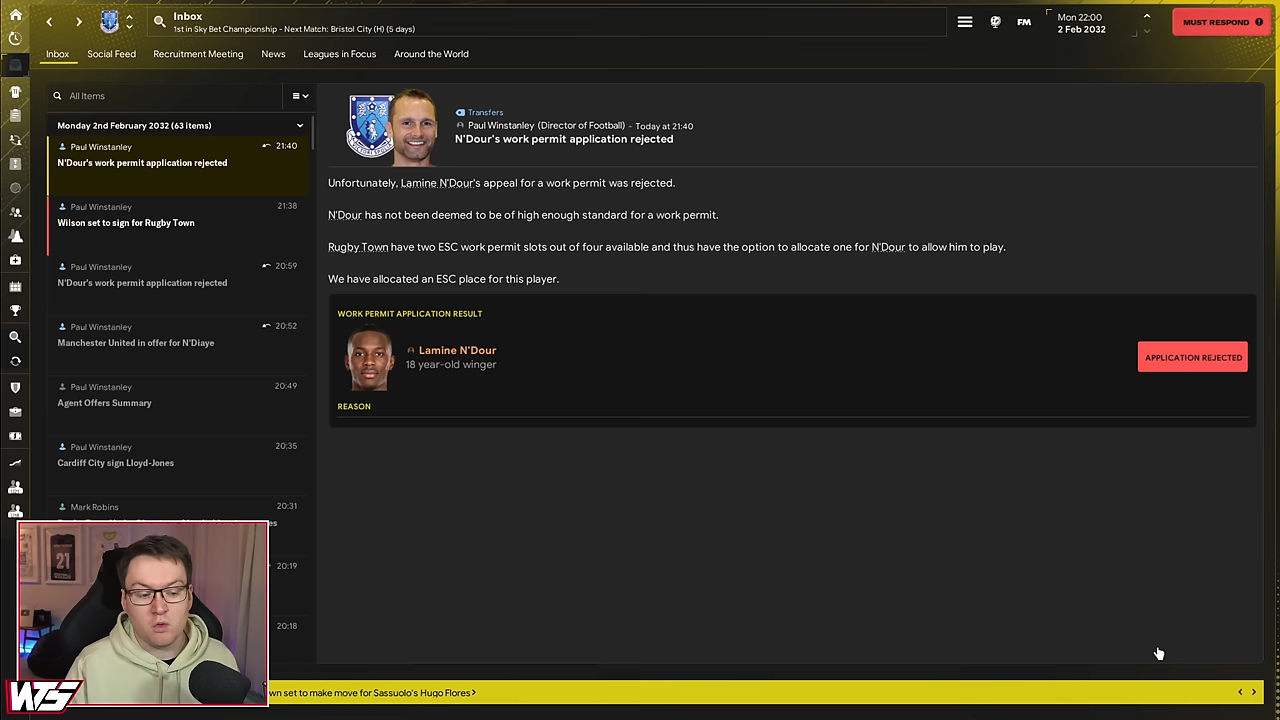 Inbox
1st in Sky Bet Championship - Next Match: Bristol City (H) (5 days)
FM
Mon 22:00
2 Feb 2032
MUST RESPOND
Inbox
Social Feed
Recruitment Meeting
News
Leagues in Focus
Around the World
All Items
Monday 2nd February 2032 (63 items)
Paul Winstanley
21:40
N'Dour's work permit application rejected
Paul Winstanley
21:38
Wilson set to sign for Rugby Town
Paul Winstanley
20:59
N'Dour's work permit application rejected
Paul Winstanley
20:52
Manchester United in offer for N'Diaye
Paul Winstanley
20:49
Agent Offers Summary
Paul Winstanley
20:35
Cardiff City sign Lloyd-Jones
Mark Robins
20:31
20:19
20:18
Transfers
Paul Winstanley (Director of Football) - Today at 21:40
N'Dour's work permit application rejected
Unfortunately, Lamine N'Dour's appeal for a work permit was rejected.
N'Dour has not been deemed to be of high enough standard for a work permit.
Rugby Town have two ESC work permit slots out of four available and thus have the option to allocate one for N'Dour to allow him to play.
We have allocated an ESC place for this player.
WORK PERMIT APPLICATION RESULT
Lamine N'Dour
18 year-old winger
APPLICATION REJECTED
REASON
21
WTS
wn set to make move for Sassuolo's Hugo Flores>